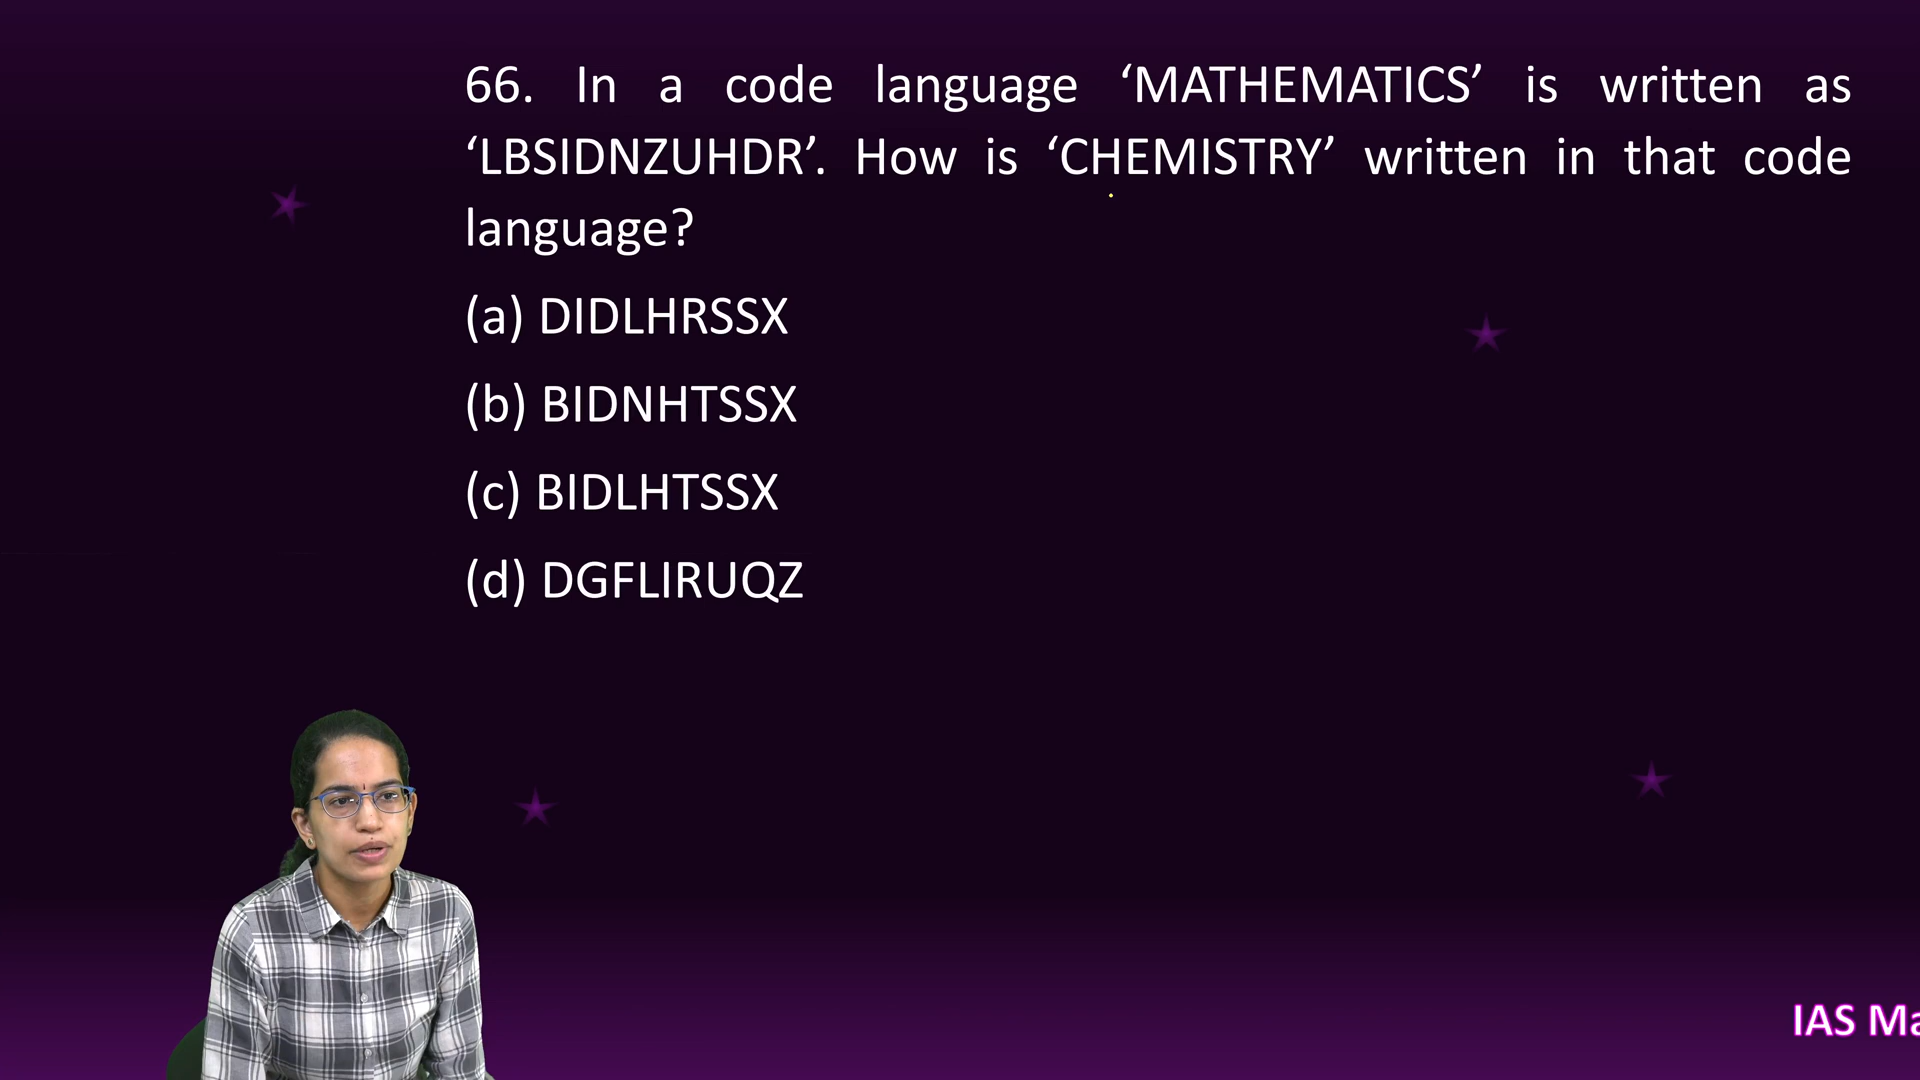 66. In a code language ‘MATHEMATICS’ is written as
‘LBSIDNZUHDR’. How is ‘CHEMISTRY’ written in that code
language?
(a) DIDLHRSSX
(b) BIDNHTSSX
(c) BIDLHTSSX
(d) DGFLIRUQZ
IAS